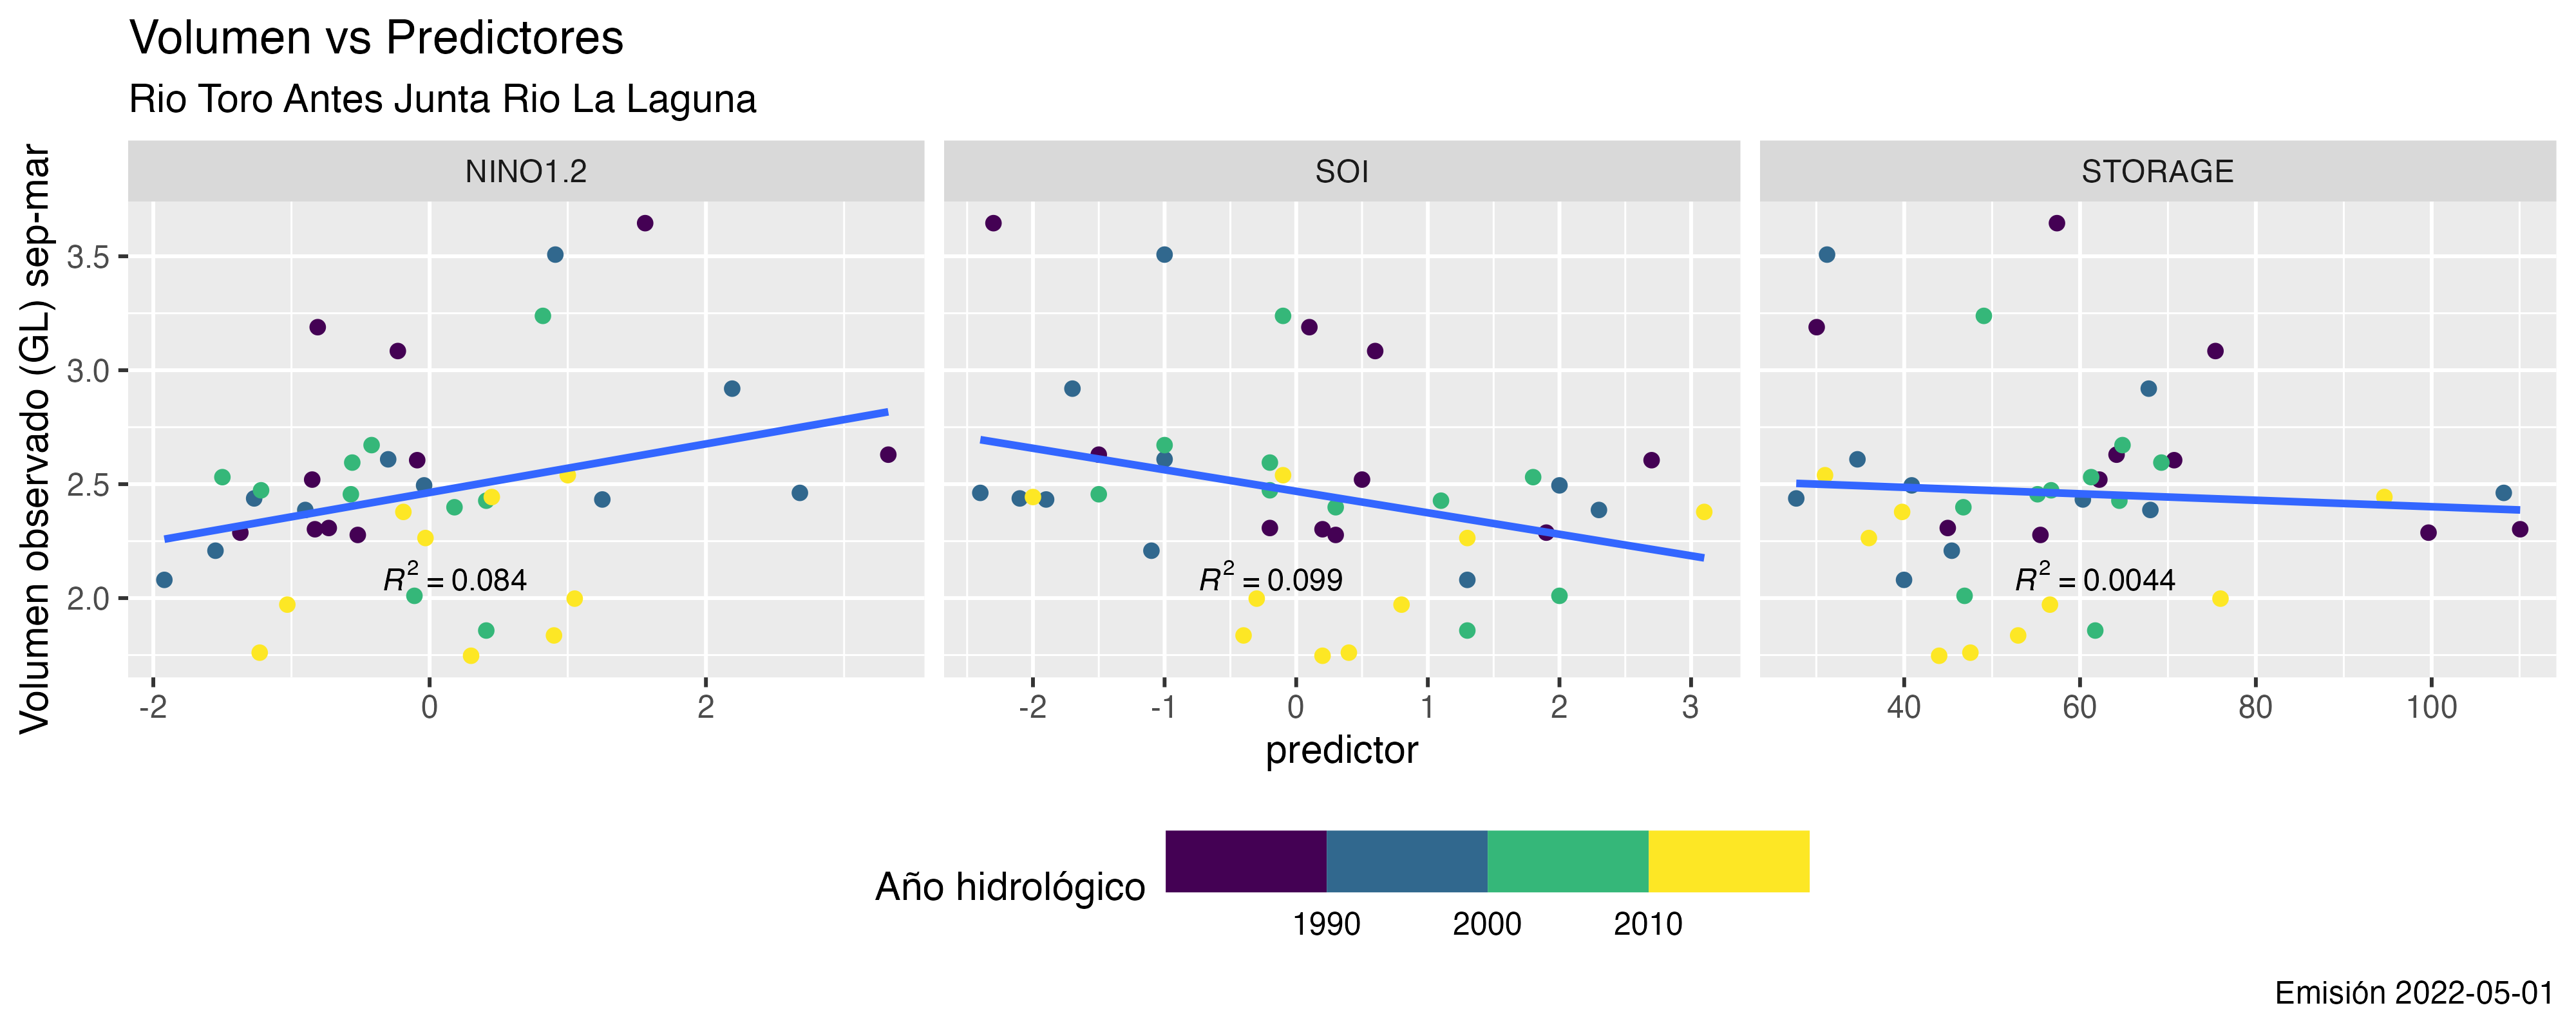 Volumen vs Predictores
Rio Toro Antes Junta Rio La Laguna
NINO1.2 SOI STORAGE
Volumen observado (GL) sep-mar
3.5
3.0
2.5
2.0
R² = 0.084 R² = 0.099 R² = 0.0044
-2 0 2 -2 -1 0 1 2 3 40 60 80 100
predictor
Año hidrológico
1990 2000 2010
Emisión 2022-05-01